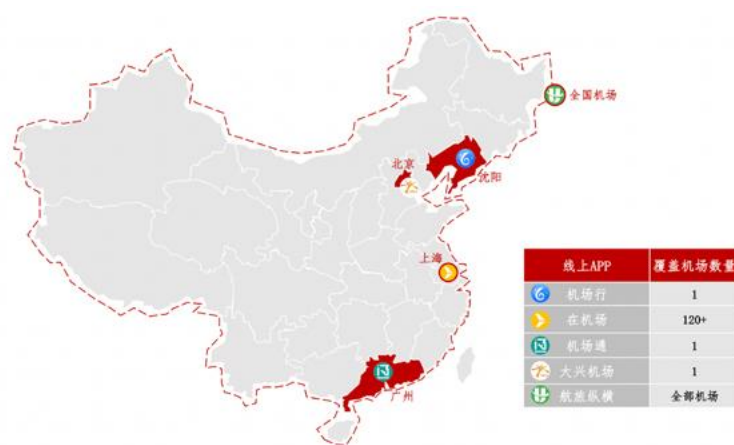 全国机场
北京
沈阳
上海
广州
线上APP 覆盖机场数量
机场行 1
在机场 120+
机场通 1
大兴机场 1
航旅纵横 全部机场